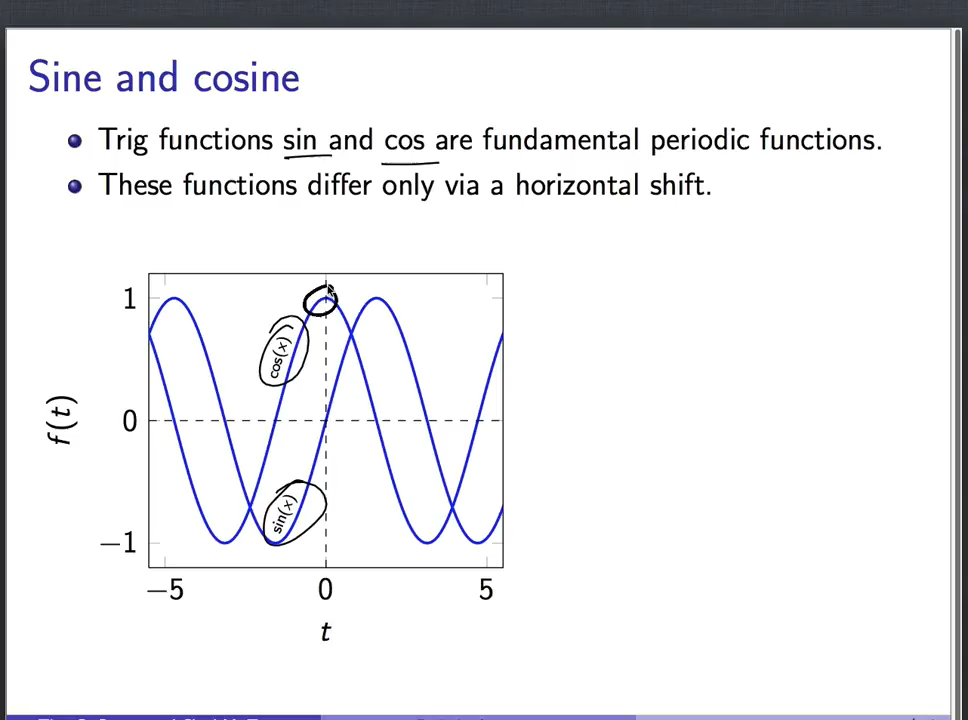 Sine and cosine
Trig functions sin and cos are fundamental periodic functions.
These functions differ only via a horizontal shift.
1
cos(x)
f(t)
0
sin(x)
−1
−5
0
5
t